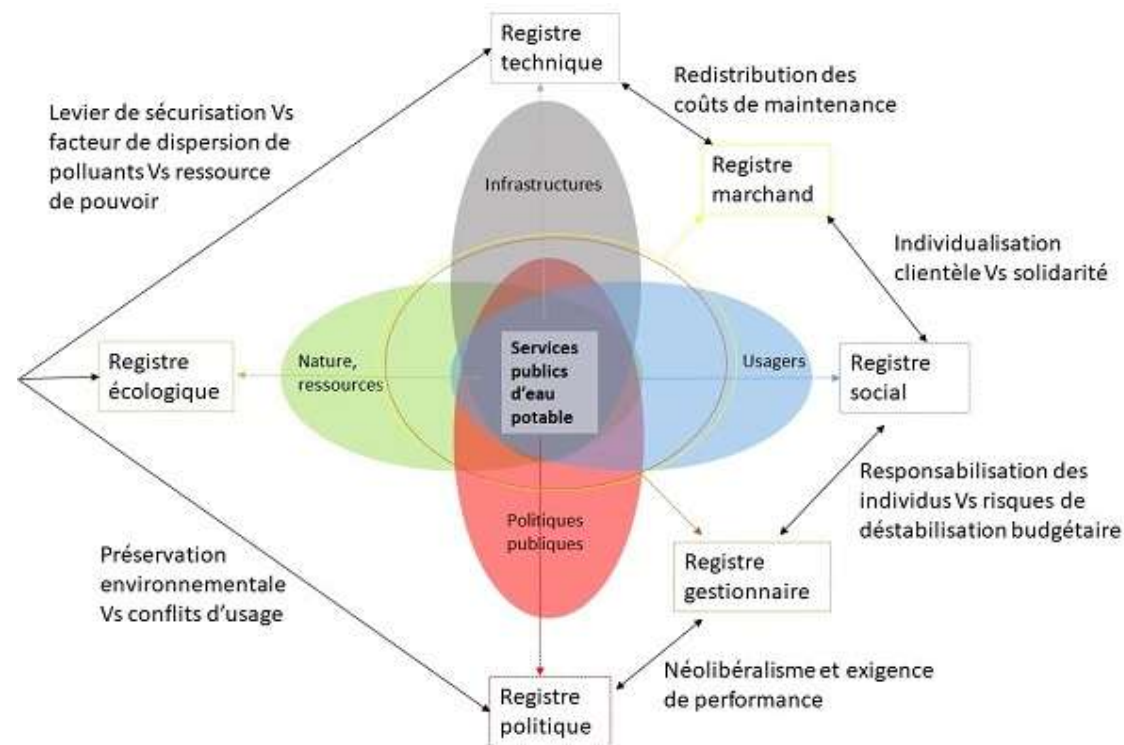 Registre
technique
Redistribution des
coûts de maintenance
Levier de sécurisation Vs
facteur de dispersion de
polluants Vs ressource
de pouvoir
Registre
marchand
Infrastructures
Individualisation
clientèle Vs solidarité
Registre
écologique
Nature,
ressources
Services
publics
d'eau
potable
Usagers
Registre
social
Responsabilisation des
individus Vs risques de
déstabilisation budgétaire
Politiques
publiques
Préservation
environnementale
Vs conflits d'usage
Registre
gestionnaire
Néolibéralisme et exigence
de performance
Registre
politique